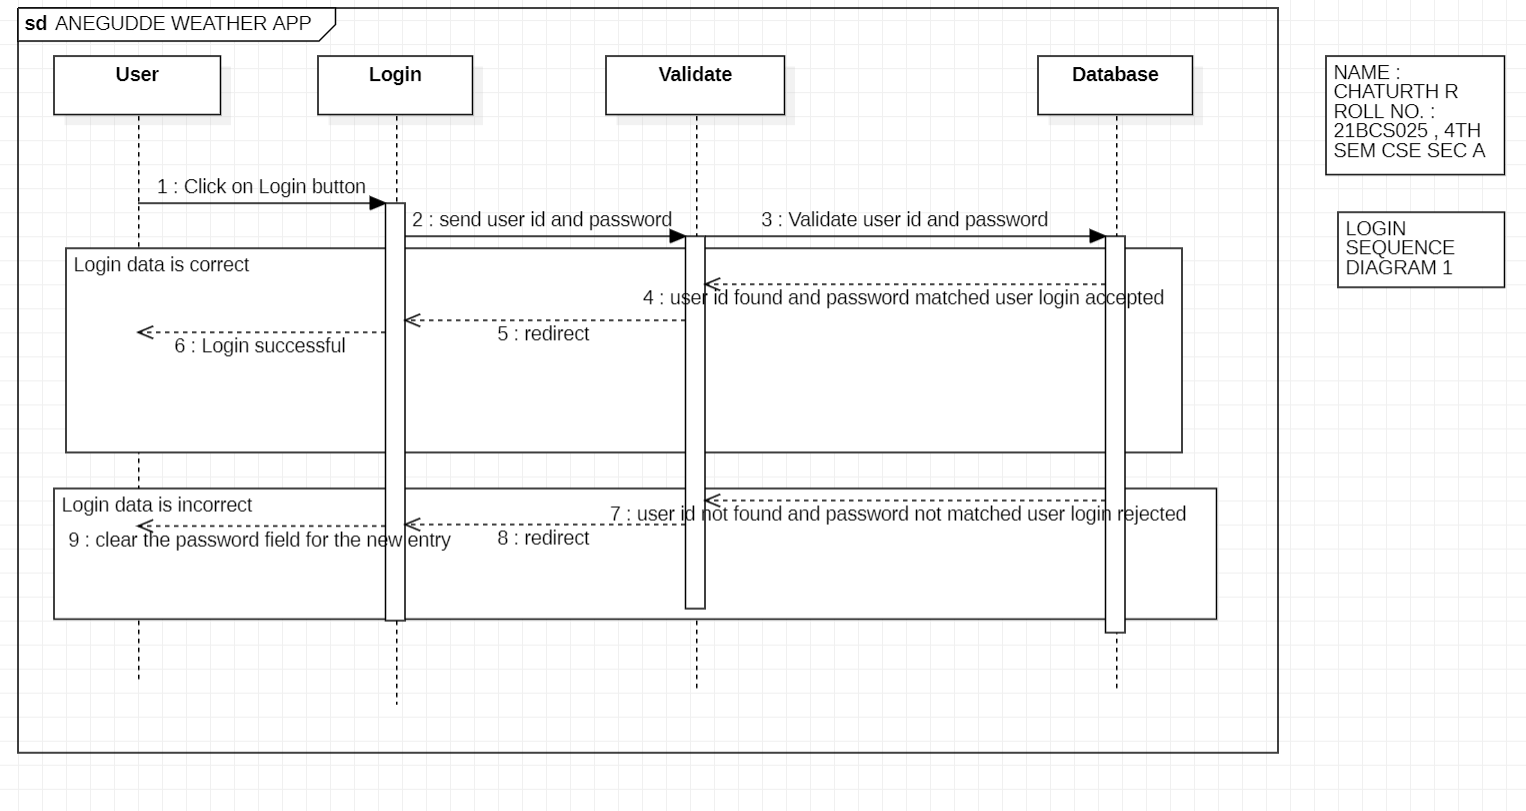 sd ANEGUDDE WEATHER APP
User
Login
Validate
Database
NAME :
CHATURTH R
ROLL NO. :
21BCS025 , 4TH
SEM CSE SEC A
1 : Click on Login button
2 : send user id and password
3 : Validate user id and password
LOGIN
SEQUENCE
DIAGRAM 1
Login data is correct
4 : user id found and password matched user login accepted
5 : redirect
6 : Login successful
Login data is incorrect
7 : user id not found and password not matched user login rejected
8 : redirect
9 : clear the password field for the new entry